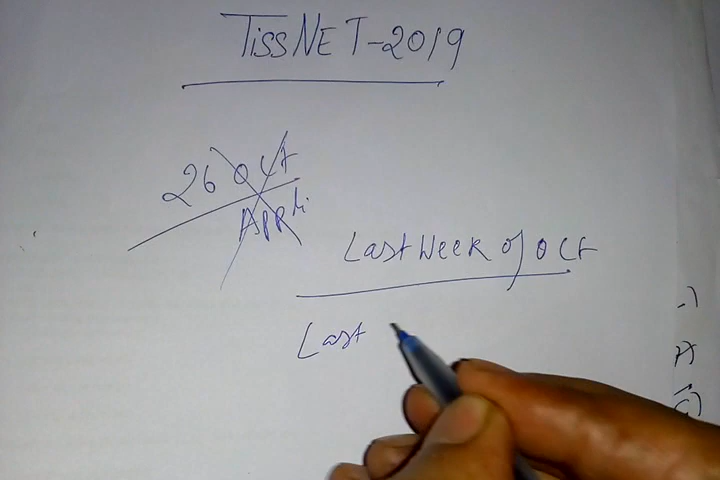 TISSNET-2019
26 OCT
APPli
Last Week of OCT
Last